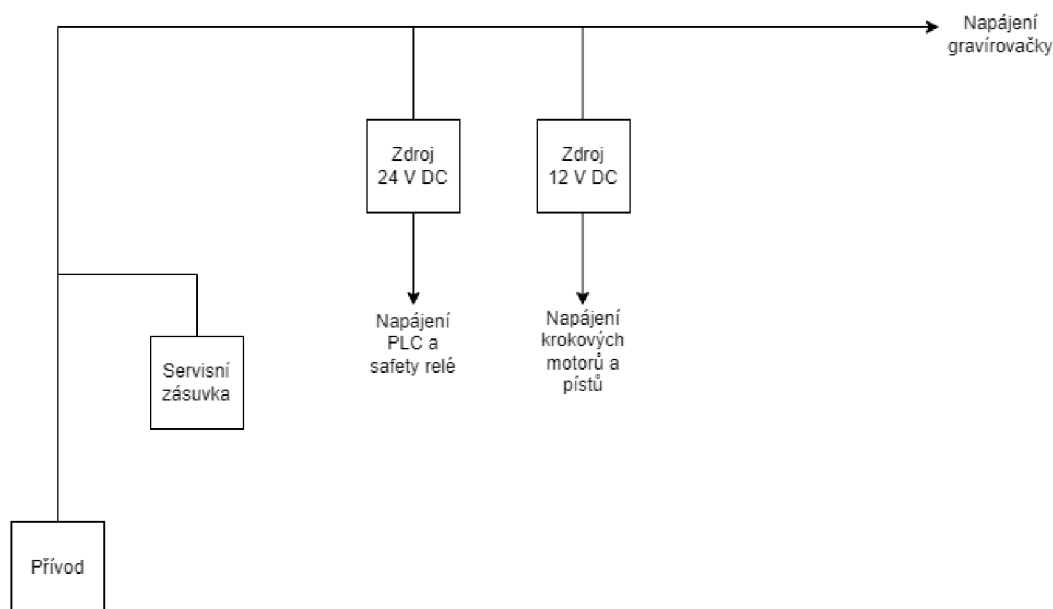 Napájení
gravírovačky
Zdroj
24 V DC
Zdroj
12 V DC
Napájení
PLC a
safety relé
Napájení
krokových
motorů a
pístů
Servisní
zásuvka
Přívod